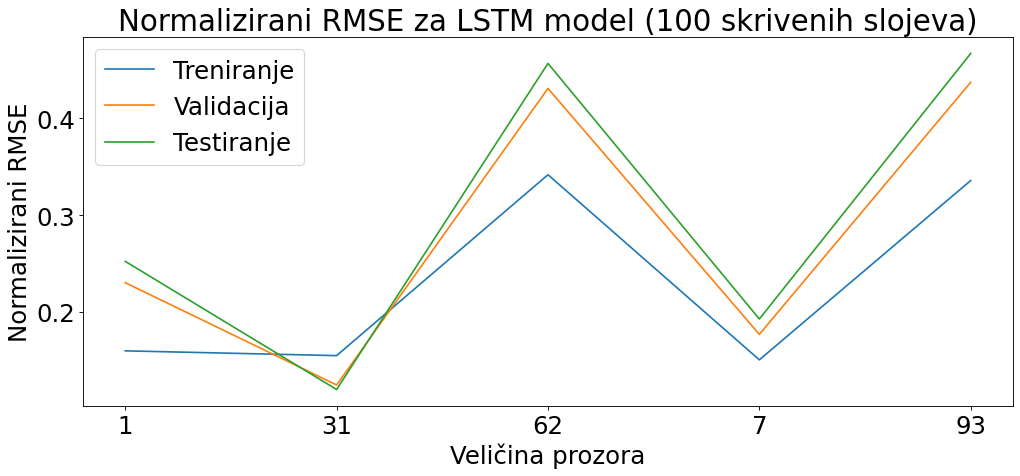 Normalizirani RMSE za LSTM model (100 skrivenih slojeva)
Treniranje
Validacija
Testiranje
Normalizirani RMSE
0.4
0.3
0.2
1 31 62 7 93
Veličina prozora